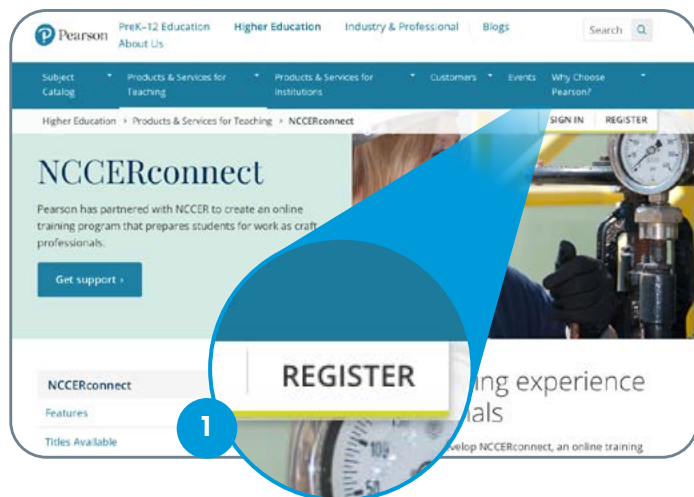 Pearson
PreK–12 Education Higher Education Industry & Professional Blogs
About Us
Search
Subject Catalog
Products & Services for Teaching
Products & Services for Institutions
Customers
Events
Why Choose Pearson?
Higher Education › Products & Services for Teaching › NCCERconnect
SIGN IN REGISTER
NCCERconnect
Pearson has partnered with NCCER to create an online
training program that prepares students for work as craft
professionals.
Get support ›
REGISTER
1
NCCERconnect
Features
Titles Available
ing experience
als
velop NCCERconnect, an online training
100
50